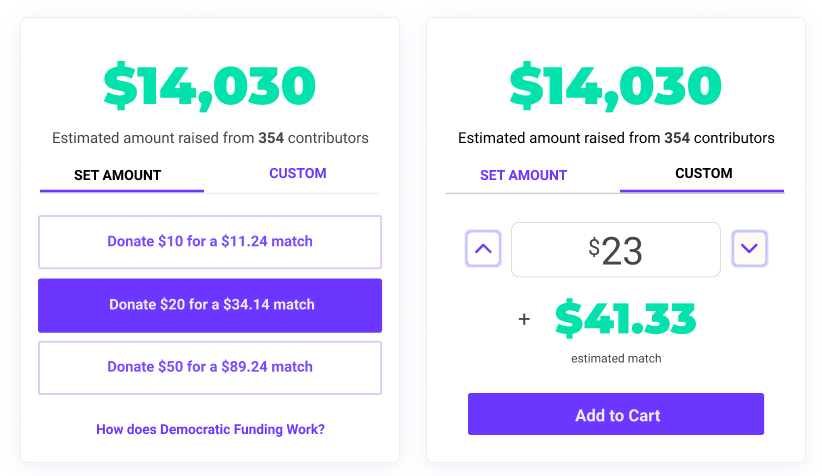 $14,030
Estimated amount raised from 354 contributors
SET AMOUNT
CUSTOM
Donate $10 for a $11.24 match
Donate $20 for a $34.14 match
Donate $50 for a $89.24 match
How does Democratic Funding Work?
$14,030
Estimated amount raised from 354 contributors
SET AMOUNT
CUSTOM
$23
+ $41.33
estimated match
Add to Cart